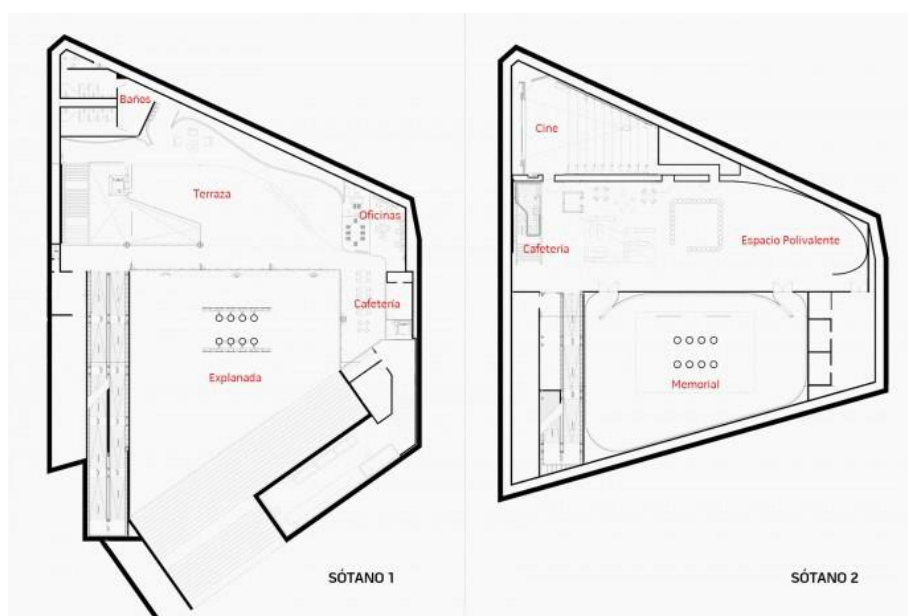 Baños
Terraza
Oficinas
Cafetería
Explanada
SÓTANO 1
Cine
Cafetería
Espacio Polivalente
Memorial
SÓTANO 2